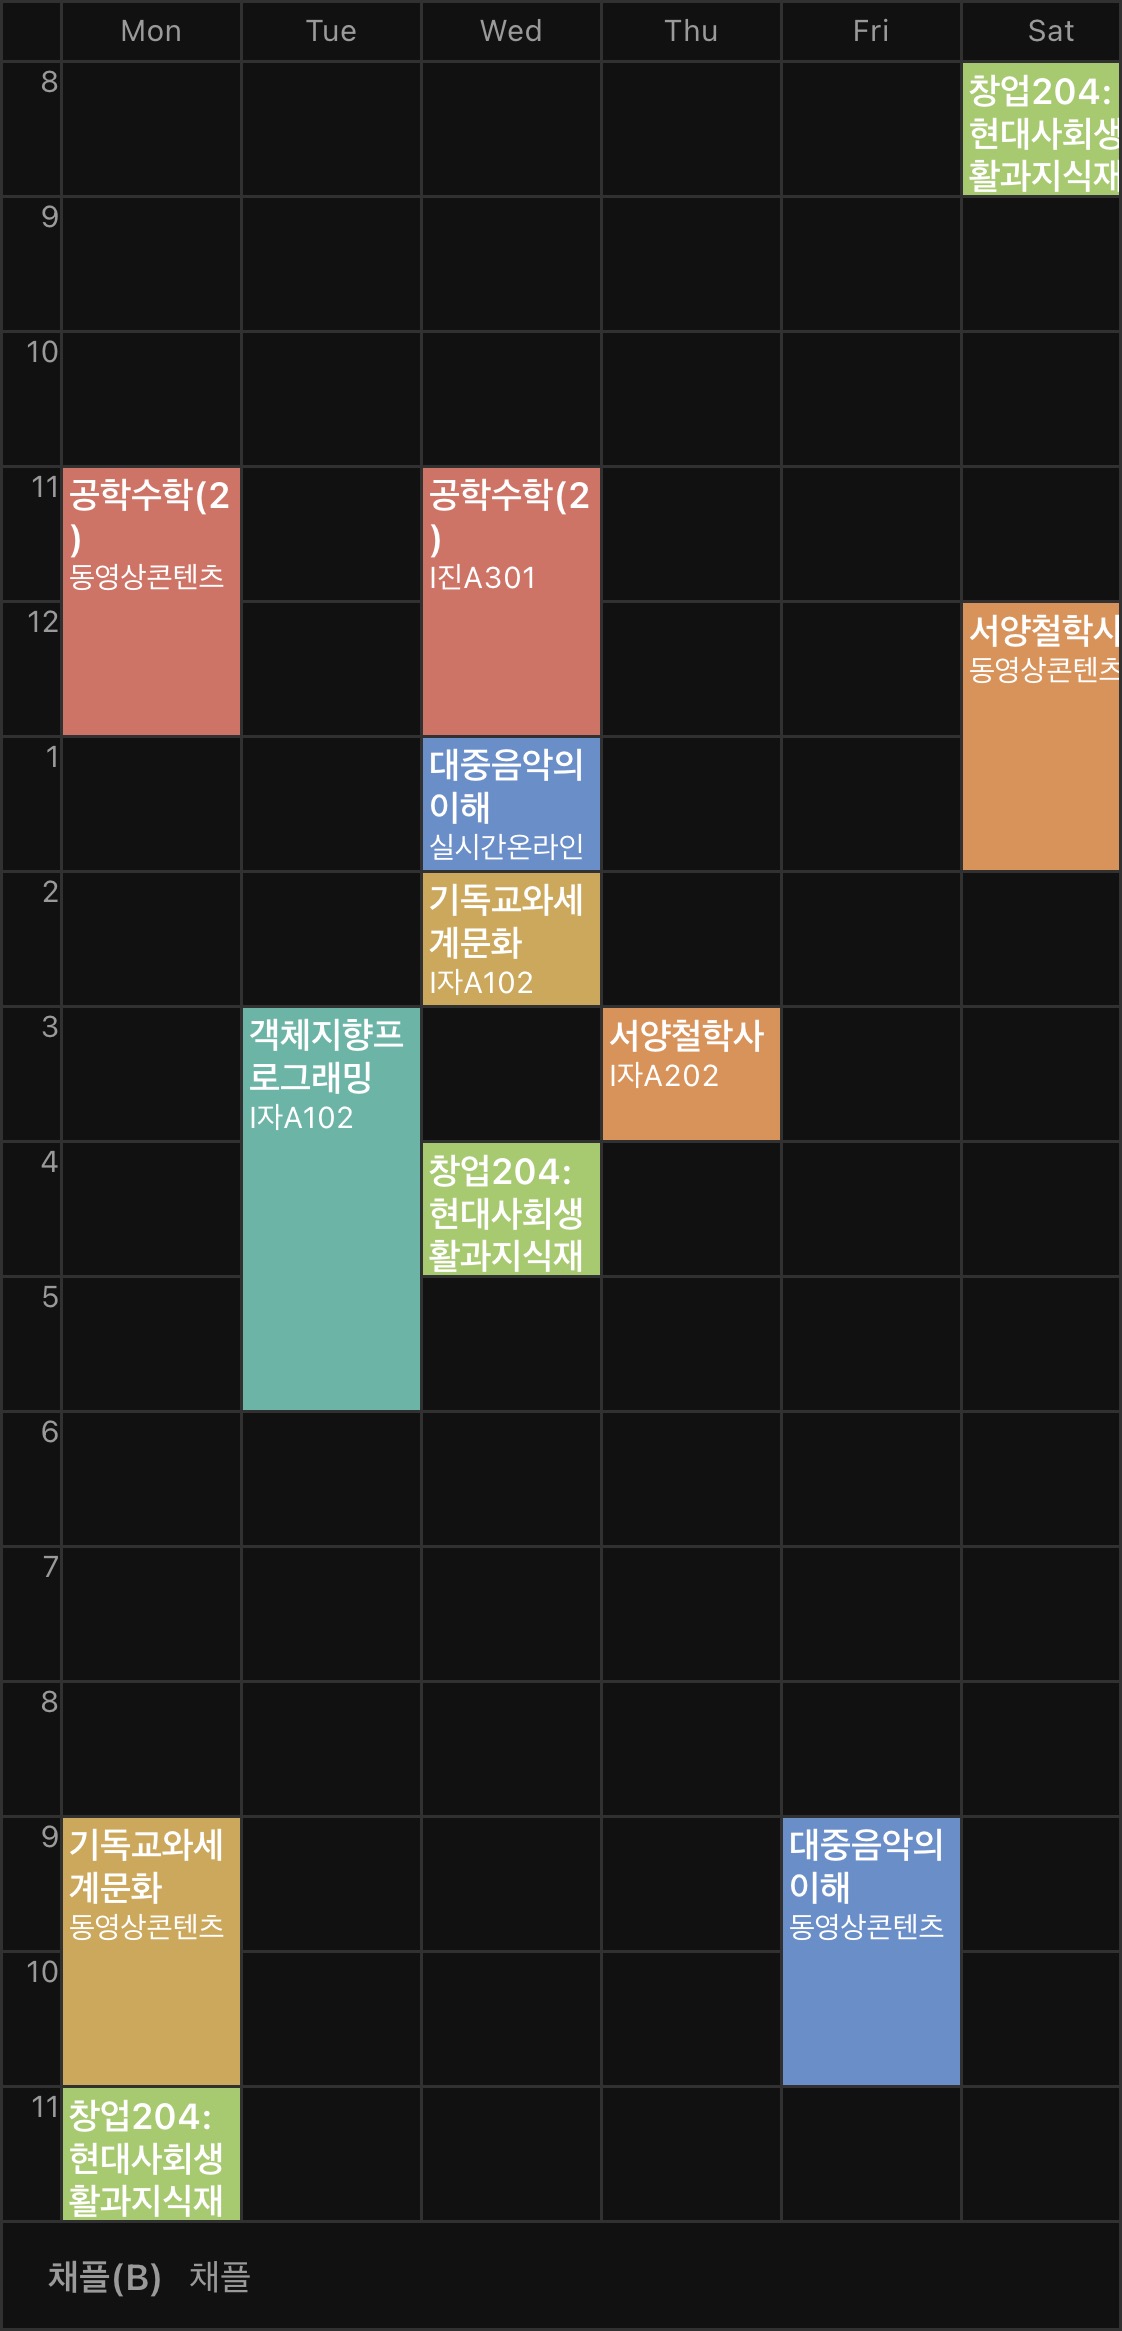 Mon Tue Wed Thu Fri Sat
8
창업204:
현대사회생
활과지식재
9
10
11
공학수학(2
)
동영상콘텐츠
공학수학(2
)
I진A301
12
서양철학사
동영상콘텐츠
1
대중음악의
이해
실시간온라인
2
기독교와세
계문화
I자A102
3
객체지향프
로그래밍
I자A102
서양철학사
I자A202
4
창업204:
현대사회생
활과지식재
5
6
7
8
9
기독교와세
계문화
동영상콘텐츠
대중음악의
이해
동영상콘텐츠
10
11
창업204:
현대사회생
활과지식재
채플(B) 채플